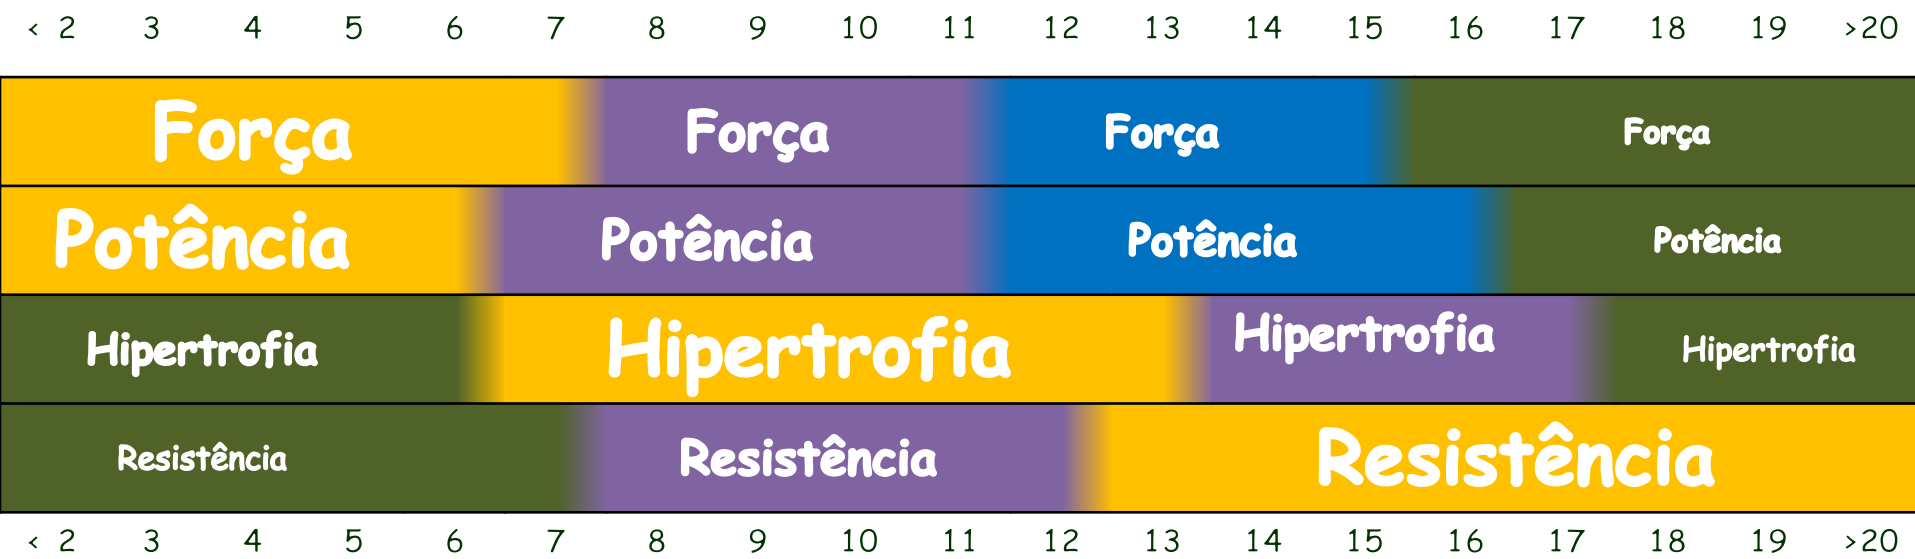 < 2 3 4 5 6 7 8 9 10 11 12 13 14 15 16 17 18 19 >20
Força Força Força Força
Potência Potência Potência Potência
Hipertrofia Hipertrofia Hipertrofia Hipertrofia
Resistência Resistência Resistência
< 2 3 4 5 6 7 8 9 10 11 12 13 14 15 16 17 18 19 >20